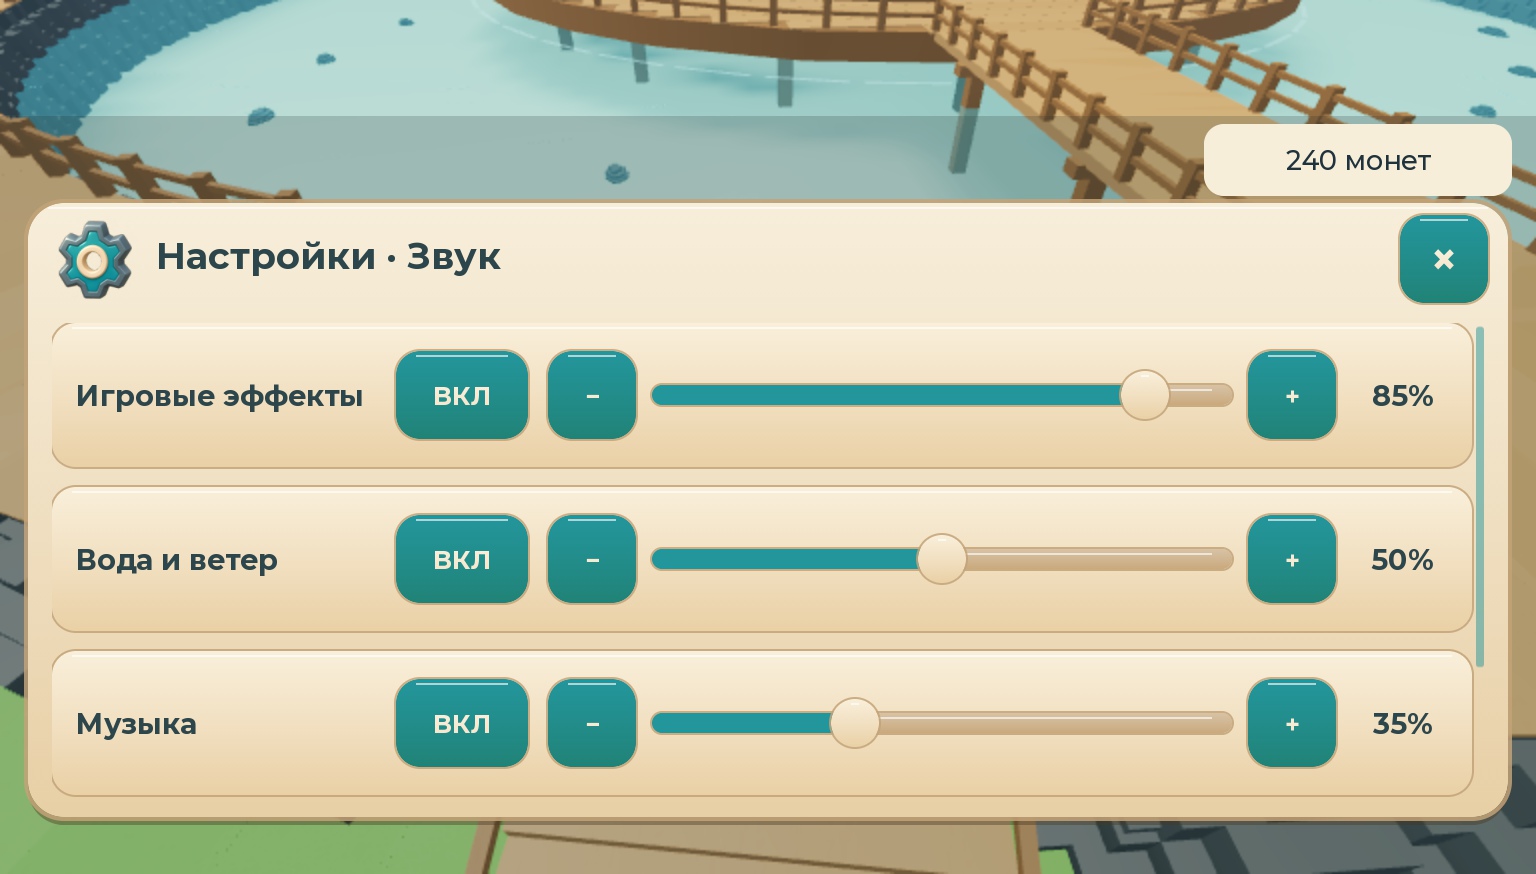 240 монет
Настройки · Звук
×
Игровые эффекты ВКЛ − + 85%
Вода и ветер ВКЛ − + 50%
Музыка ВКЛ − + 35%